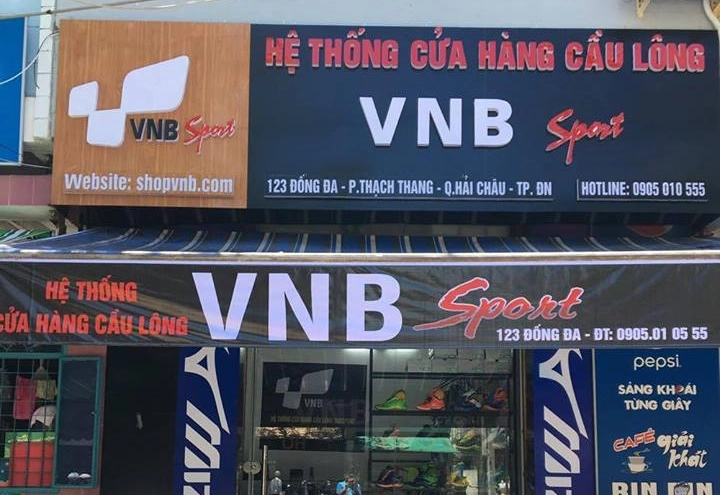 HỆ THỐNG CỬA HÀNG CẦU LÔNG
VNB Sport
VNB Sport
Website: shopvnb.com
123 ĐỐNG ĐA - P.THẠCH THANG - Q.HẢI CHÂU - TP. ĐN
HOTLINE: 0905 010 555
HỆ THỐNG
CỬA HÀNG CẦU LÔNG
VNB Sport
123 ĐỐNG ĐA - ĐT: 0905.01 05 55
VNB
pepsi
SẢNG KHOÁI
TỪNG GIÂY
CAFÉ giải
khát